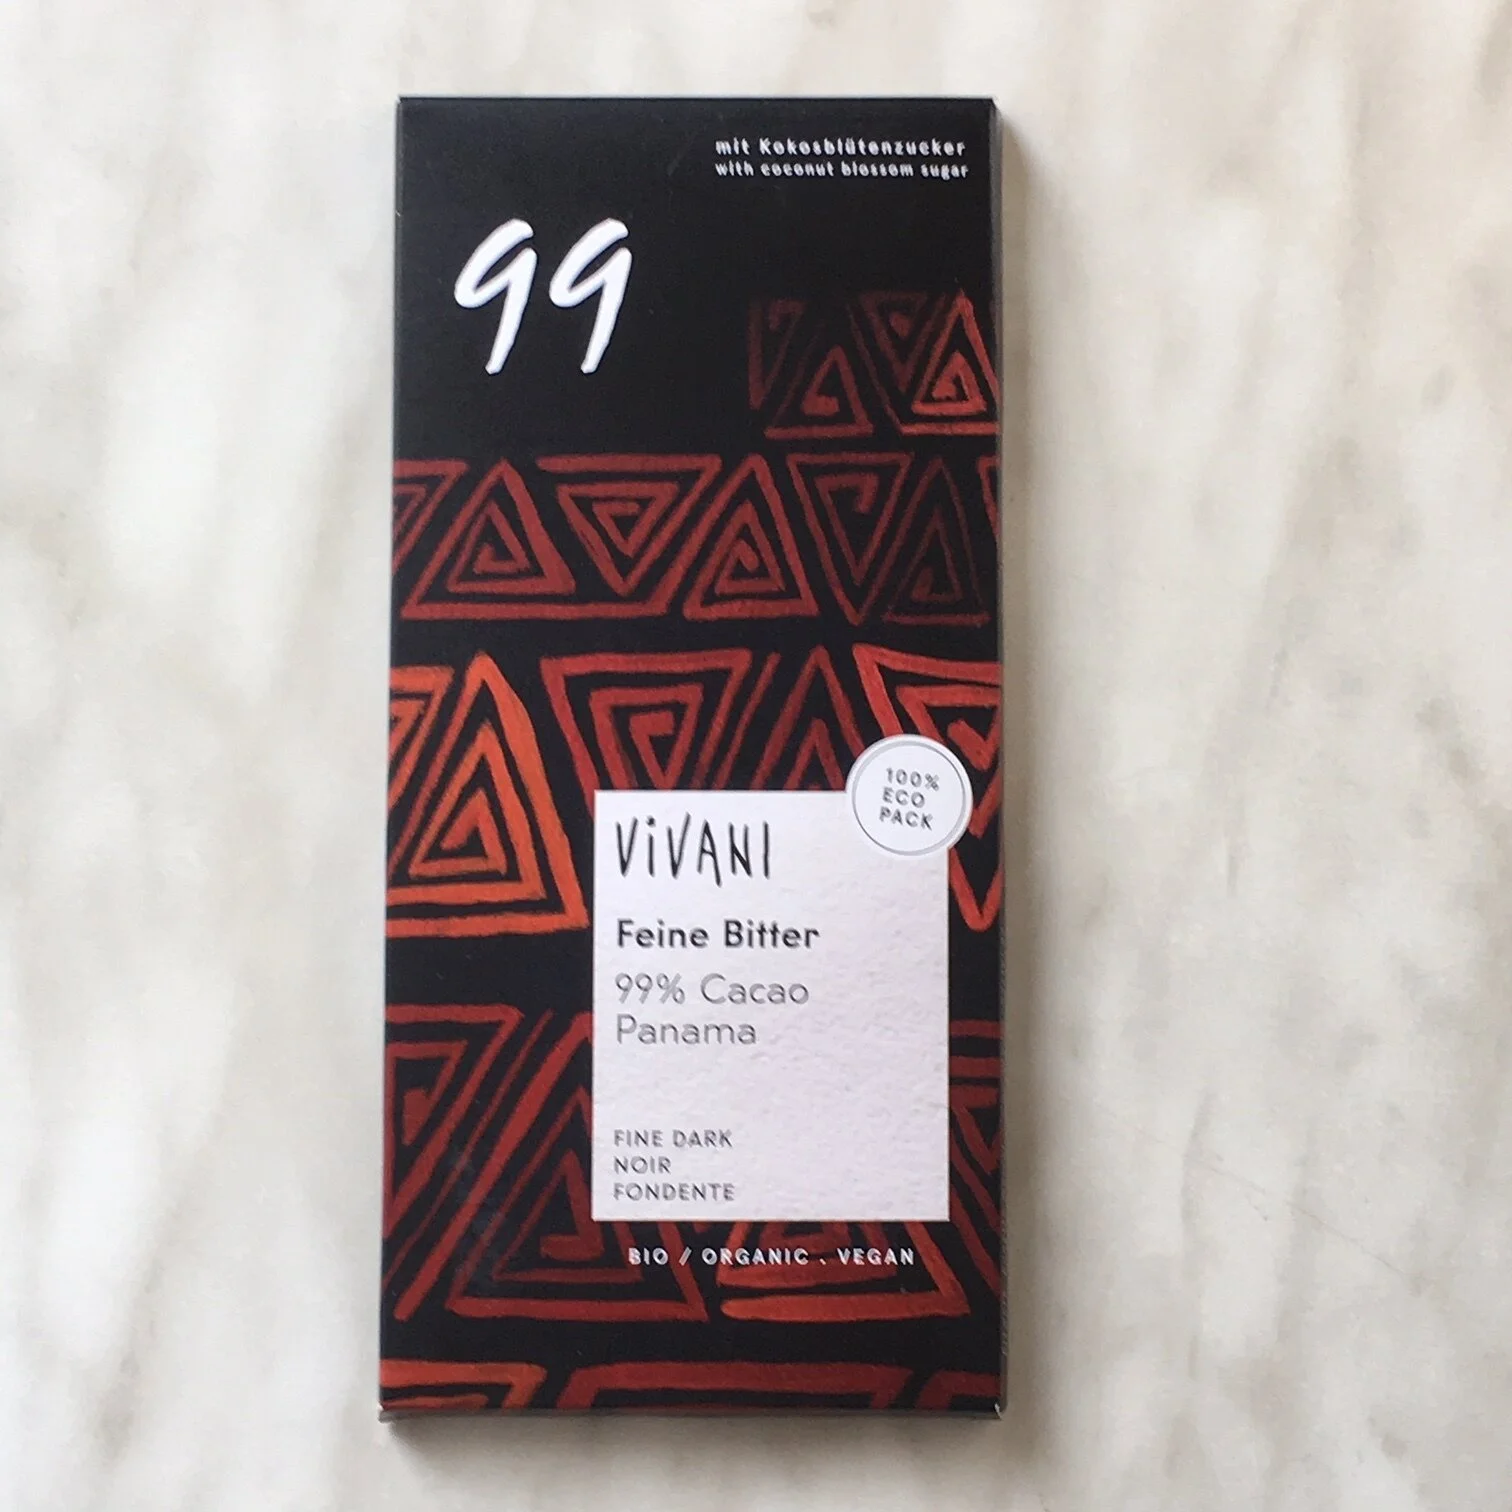 mit Kokosblütenzucker
with coconut blossom sugar
99
100%
ECO
PACK
ViVANI
Feine Bitter
99% Cacao
Panama
FINE DARK
NOIR
FONDENTE
BIO / ORGANIC . VEGAN